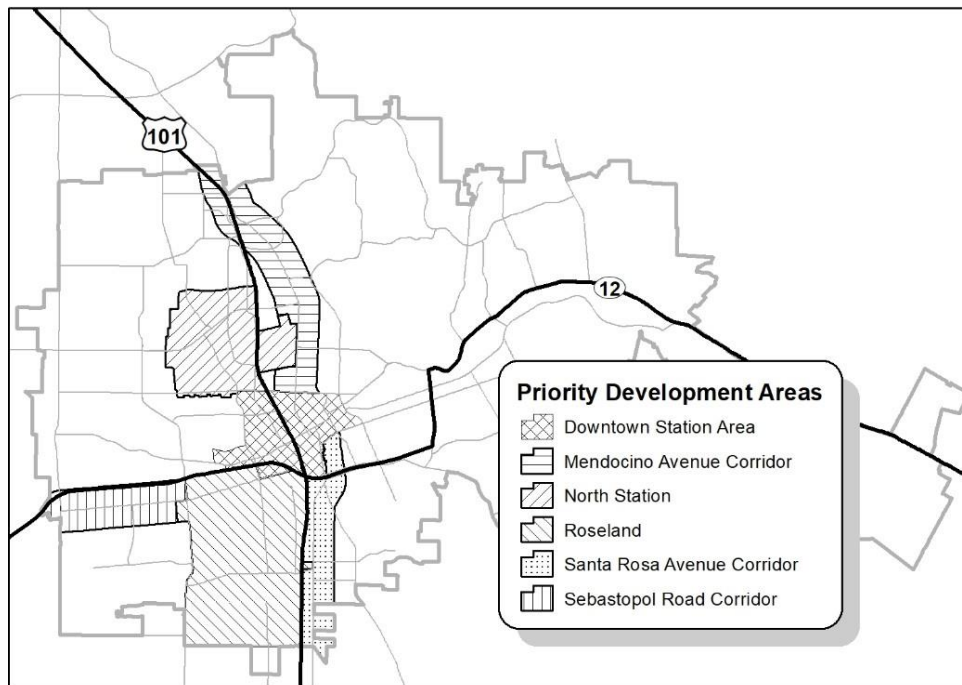 101
12
Priority Development Areas
Downtown Station Area
Mendocino Avenue Corridor
North Station
Roseland
Santa Rosa Avenue Corridor
Sebastopol Road Corridor